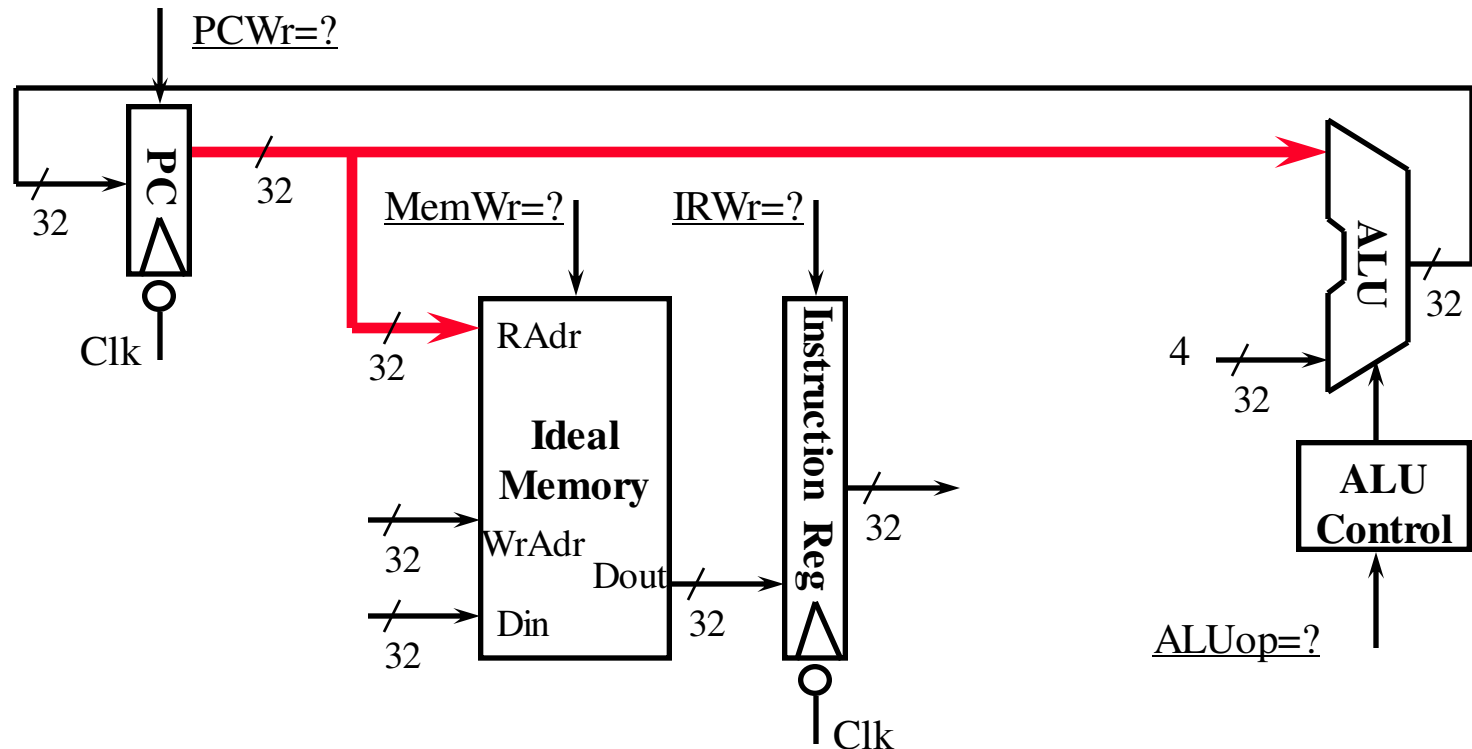 PCWr=?
PC
32
32
Clk
MemWr=?
IRWr=?
32
RAdr
Ideal
Memory
32
WrAdr
Dout
32
Din
32
Instruction Reg
32
Clk
ALU
32
4
32
ALU
Control
ALUop=?